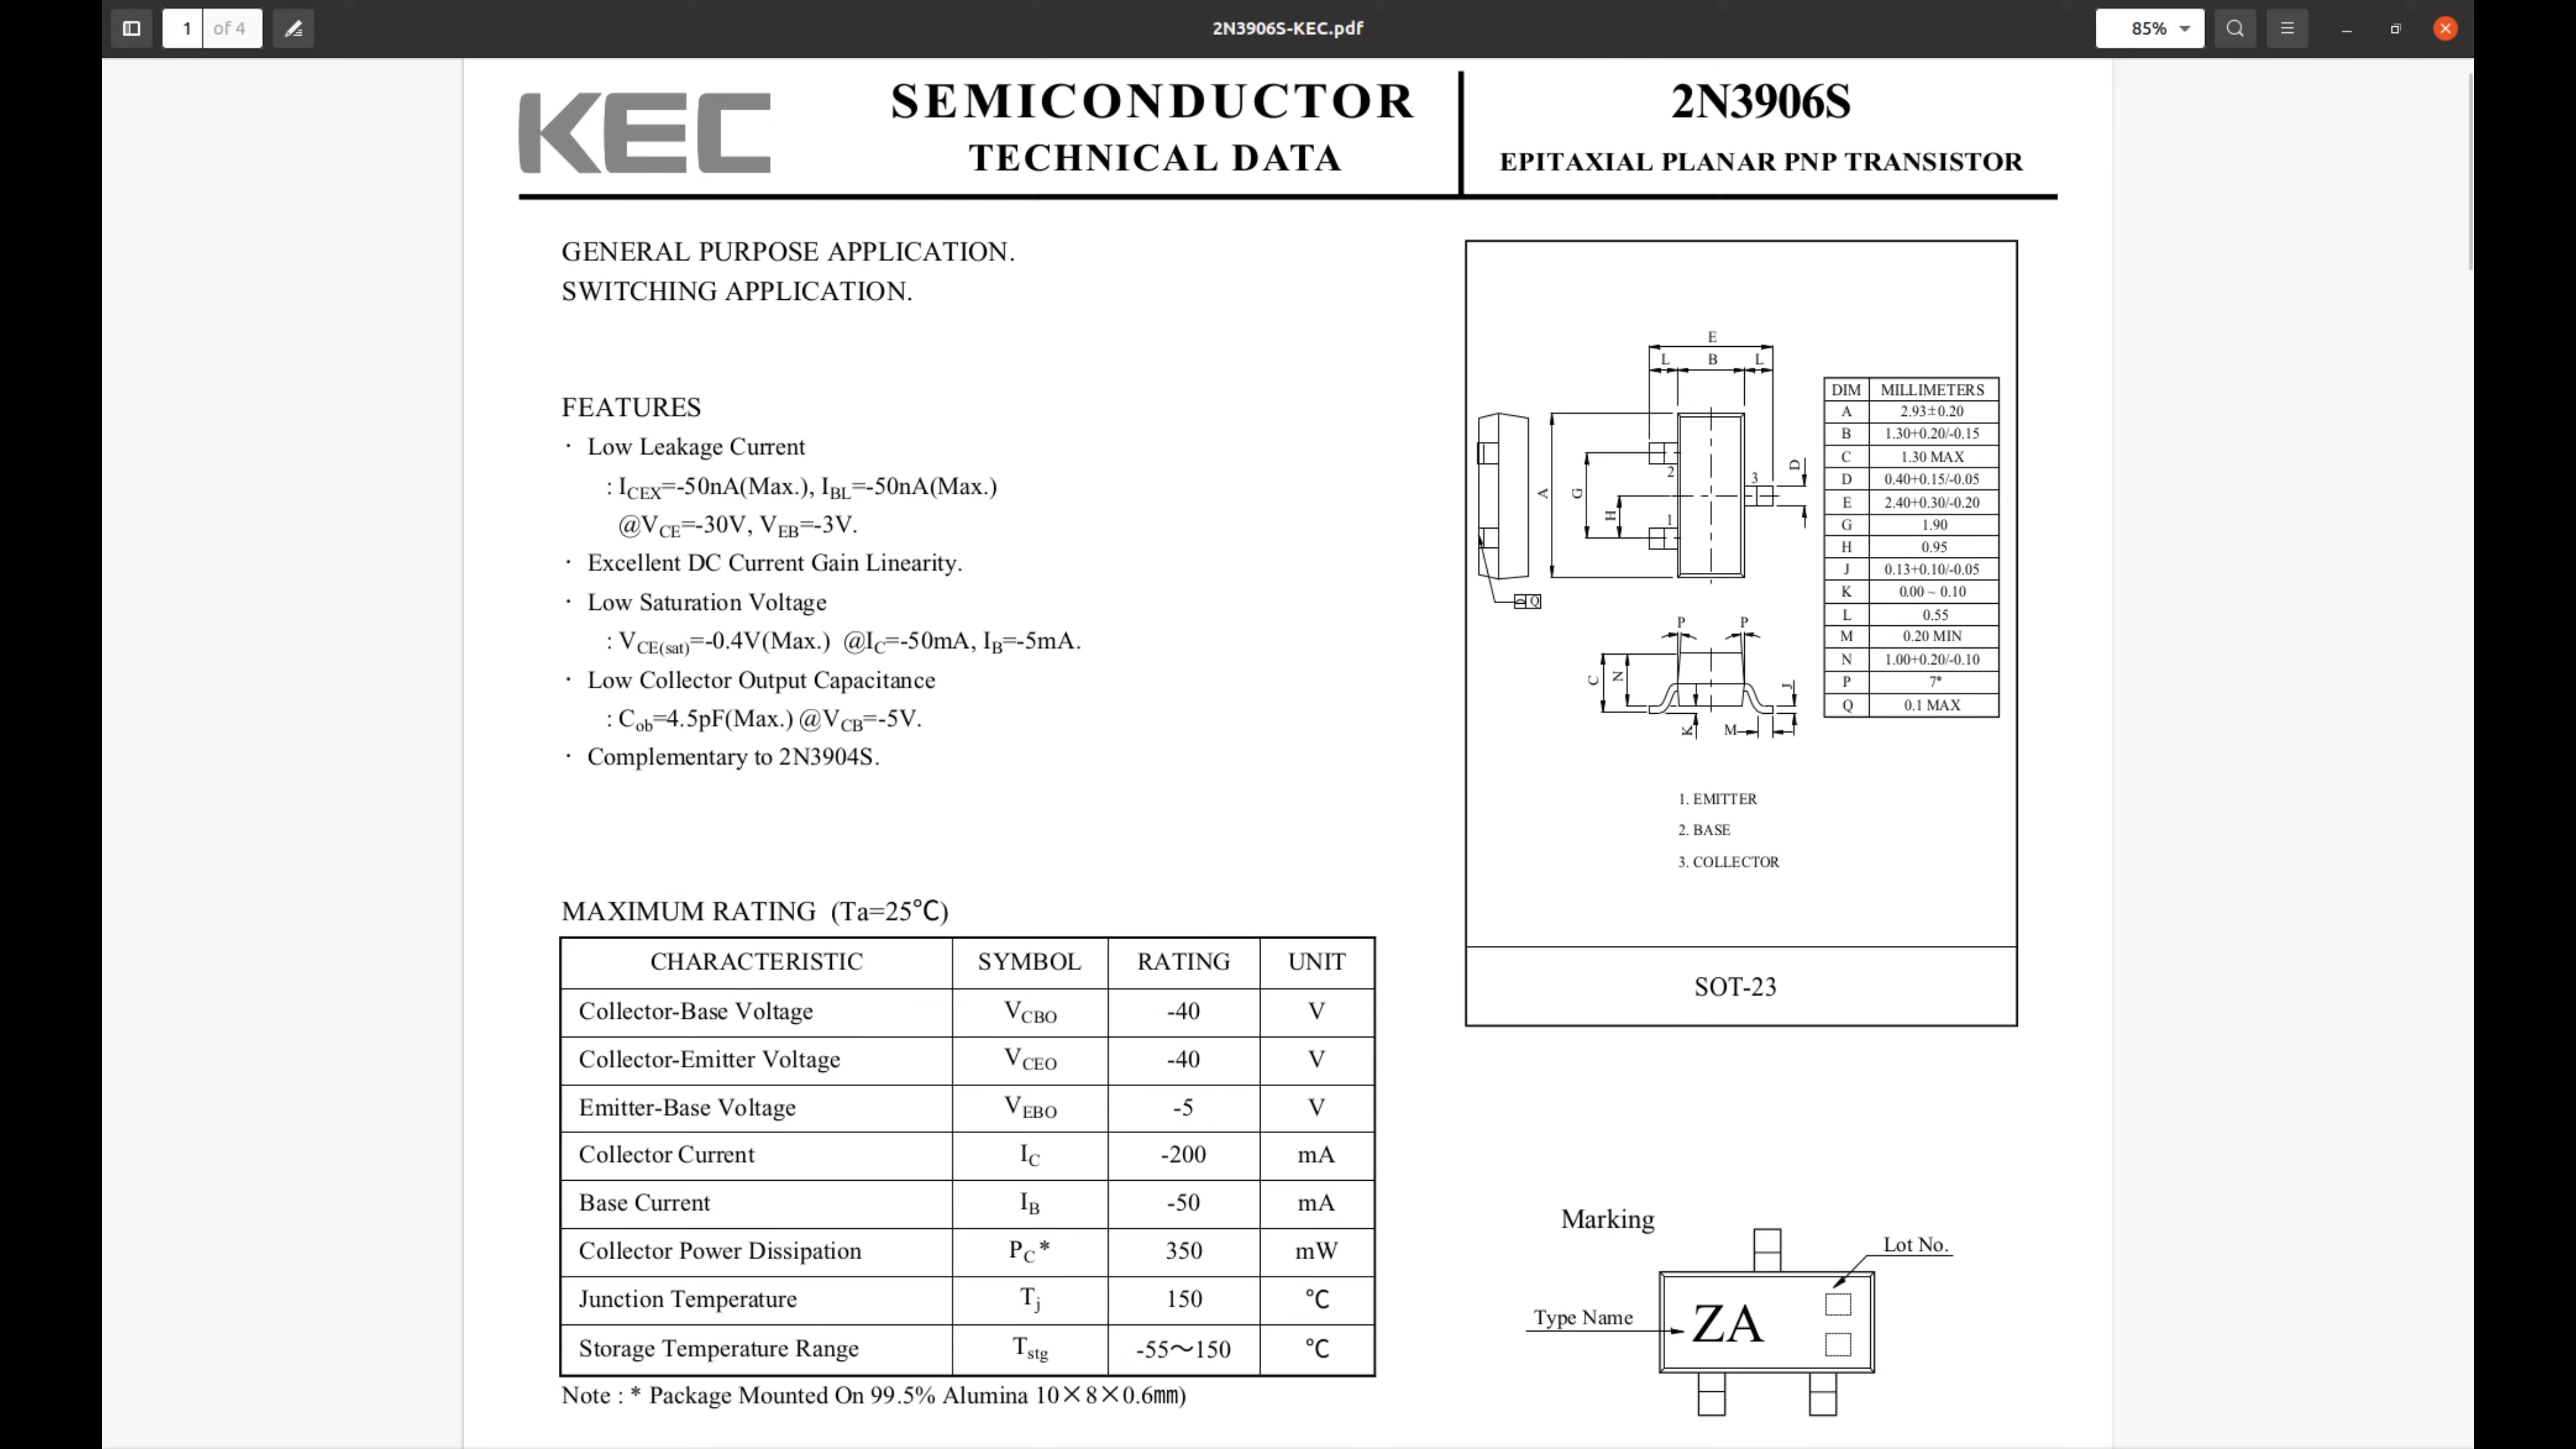 1 of 4
2N3906S-KEC.pdf
85%
KEC
SEMICONDUCTOR
TECHNICAL DATA
2N3906S
EPITAXIAL PLANAR PNP TRANSISTOR
GENERAL PURPOSE APPLICATION.
SWITCHING APPLICATION.
FEATURES
· Low Leakage Current
: ICEX=-50nA(Max.), IBL=-50nA(Max.)
@VCE=-30V, VEB=-3V.
· Excellent DC Current Gain Linearity.
· Low Saturation Voltage
: VCE(sat)=-0.4V(Max.) @IC=-50mA, IB=-5mA.
· Low Collector Output Capacitance
: Cob=4.5pF(Max.) @VCB=-5V.
· Complementary to 2N3904S.
MAXIMUM RATING (Ta=25℃)
CHARACTERISTIC SYMBOL RATING UNIT
Collector-Base Voltage VCBO -40 V
Collector-Emitter Voltage VCEO -40 V
Emitter-Base Voltage VEBO -5 V
Collector Current IC -200 mA
Base Current IB -50 mA
Collector Power Dissipation PC* 350 mW
Junction Temperature Tj 150 ℃
Storage Temperature Range Tstg -55～150 ℃
Note : * Package Mounted On 99.5% Alumina 10×8×0.6㎜)
E
L B L
A
G
H
2
1
3
D
Q
P P
C
N
K
M
J
DIM MILLIMETERS
A 2.93±0.20
B 1.30+0.20/-0.15
C 1.30 MAX
D 0.40+0.15/-0.05
E 2.40+0.30/-0.20
G 1.90
H 0.95
J 0.13+0.10/-0.05
K 0.00 ~ 0.10
L 0.55
M 0.20 MIN
N 1.00+0.20/-0.10
P 7°
Q 0.1 MAX
1. EMITTER
2. BASE
3. COLLECTOR
SOT-23
Marking
Lot No.
Type Name
ZA